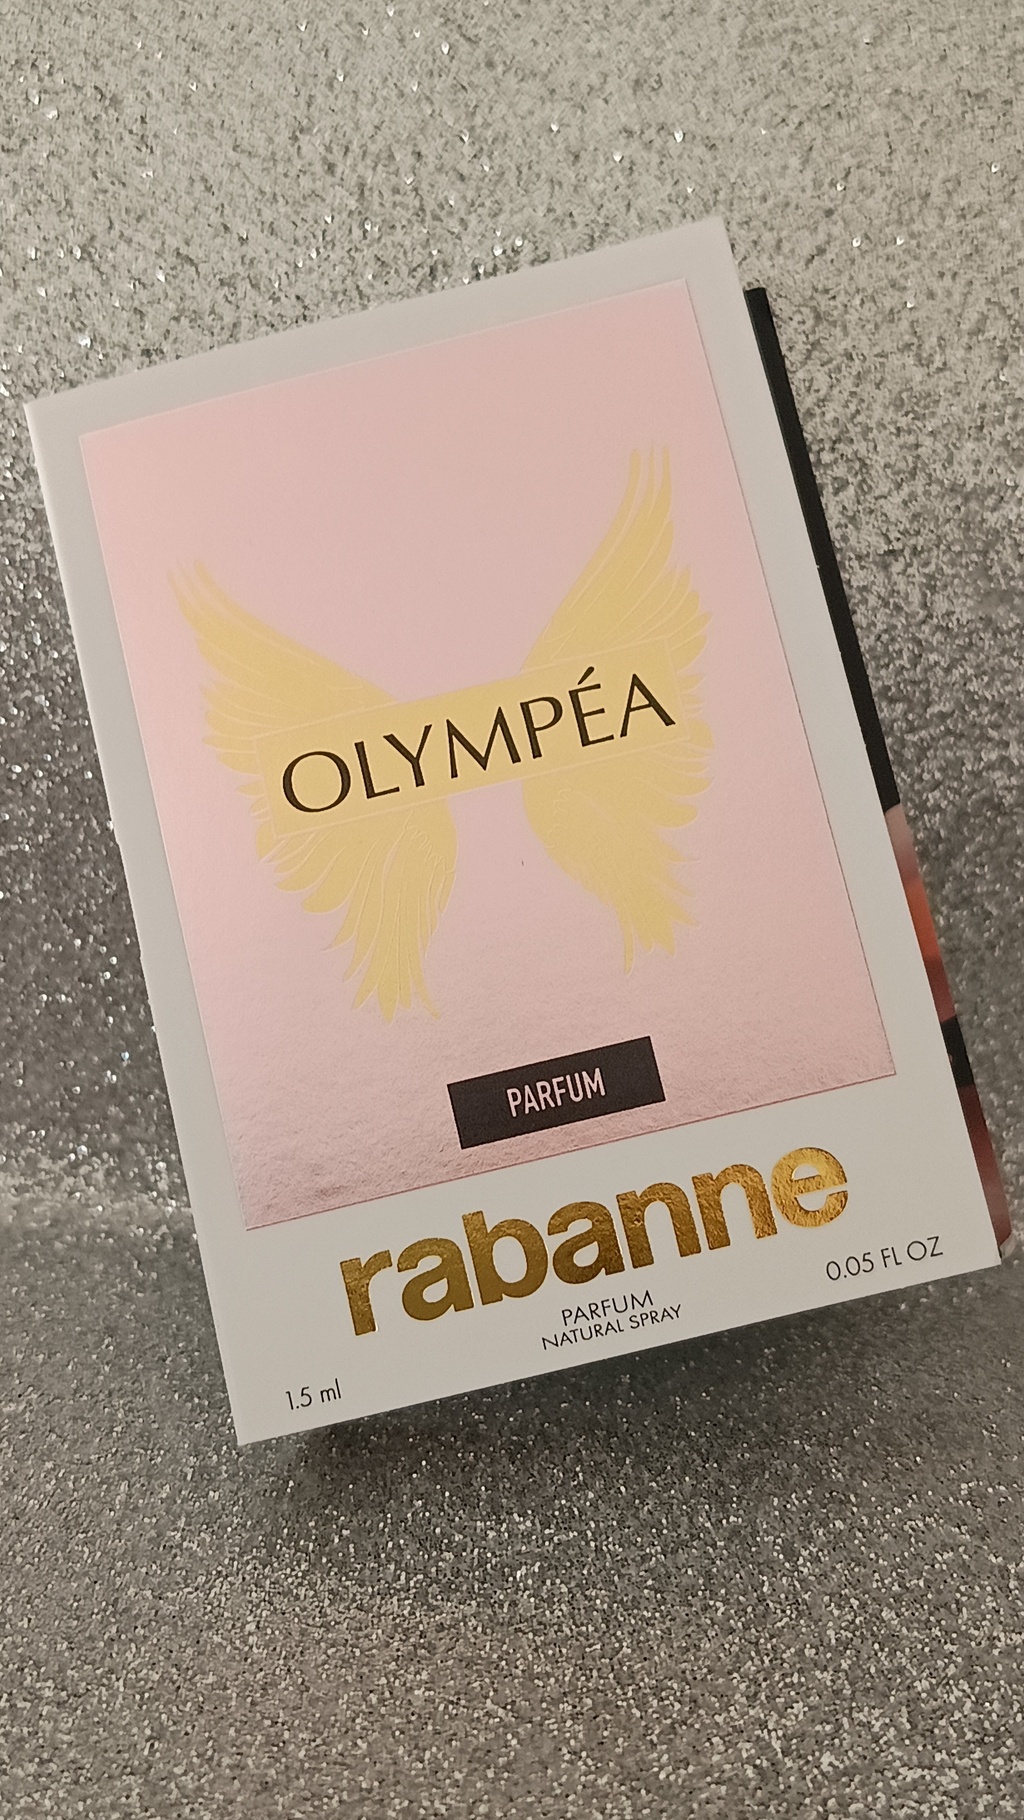 OLYMPÉA
PARFUM
rabanne
PARFUM
NATURAL SPRAY
1.5 ml
0.05 FL OZ